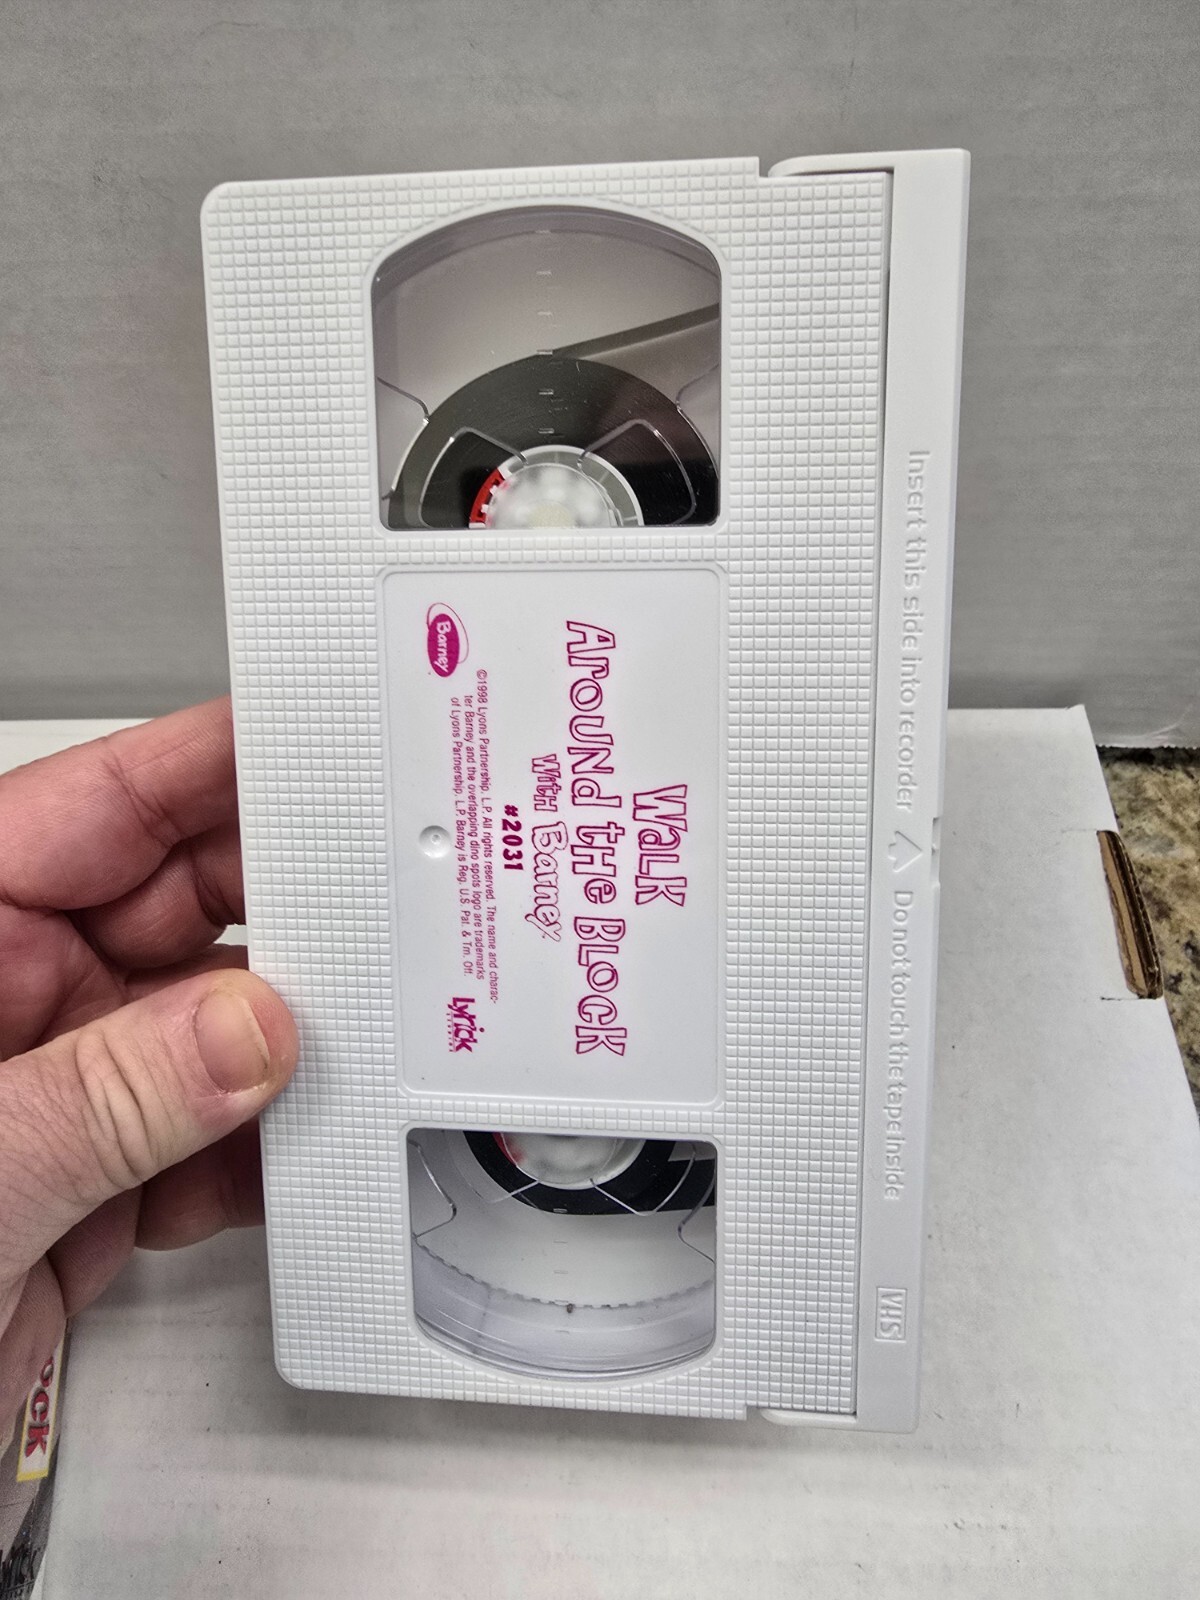 Insert this side into recorder △ Do not touch the tape inside
VHS
WaLK
Around the Block
With Barney
#2031
©1998 Lyons Partnership, L.P. All rights reserved. The name and charac-
ter Barney and the overlapping dino spots logo are trademarks
of Lyons Partnership, L.P. Barney is Reg. U.S. Pat. & Tm. Off.
Barney
Lyrick
STUDIOS
OCK